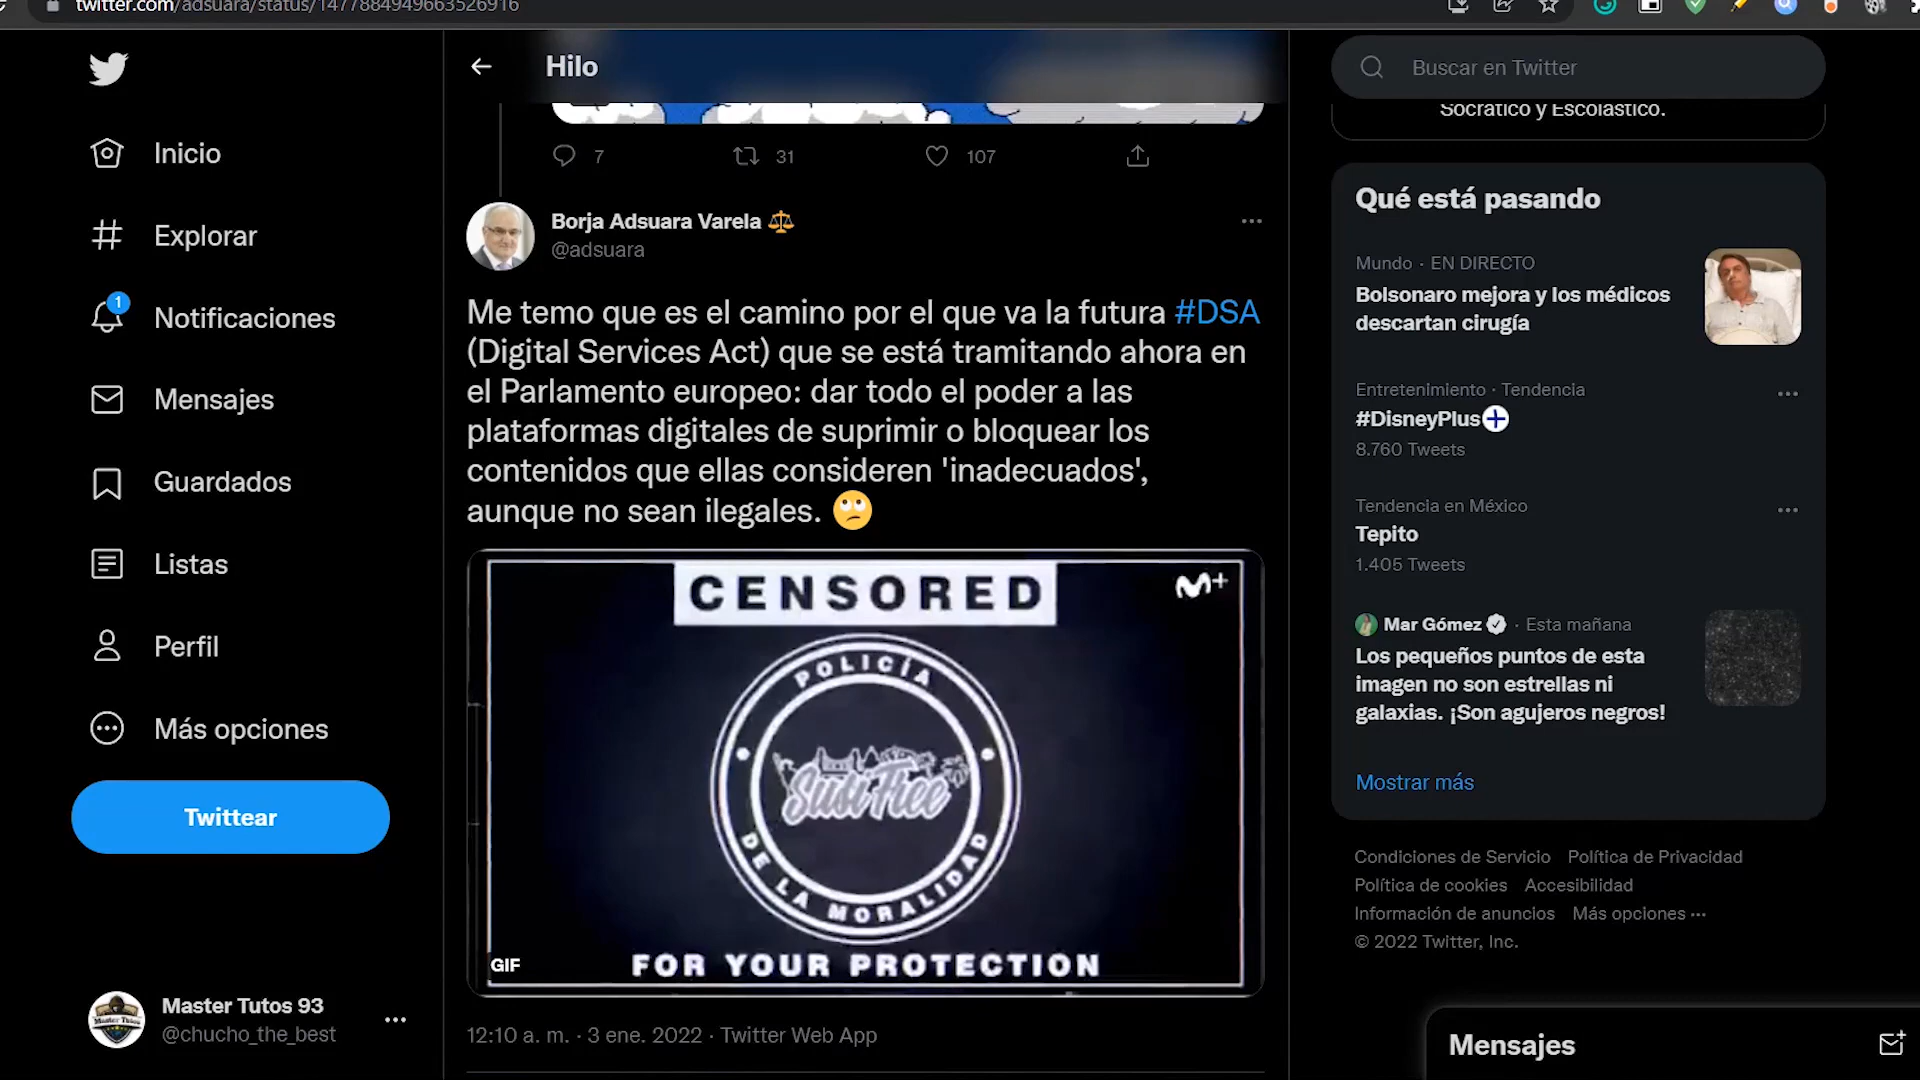 twitter.com/adsuara/status/1477884949663526916
Inicio
Explorar
1
Notificaciones
Mensajes
Guardados
Listas
Perfil
Más opciones
Twittear
Master Tutos 93
@chucho_the_best
Hilo
7
31
107
Borja Adsuara Varela
@adsuara
Me temo que es el camino por el que va la futura #DSA
(Digital Services Act) que se está tramitando ahora en
el Parlamento europeo: dar todo el poder a las
plataformas digitales de suprimir o bloquear los
contenidos que ellas consideren 'inadecuados',
aunque no sean ilegales.
CENSORED
M+
POLICÍA
SusiFree
DE LA MORALIDAD
GIF
FOR YOUR PROTECTION
12:10 a. m. · 3 ene. 2022 · Twitter Web App
Buscar en Twitter
Socrático y Escolástico.
Qué está pasando
Mundo · EN DIRECTO
Bolsonaro mejora y los médicos
descartan cirugía
Entretenimiento · Tendencia
#DisneyPlus
8.760 Tweets
Tendencia en México
Tepito
1.405 Tweets
Mar Gómez · Esta mañana
Los pequeños puntos de esta
imagen no son estrellas ni
galaxias. ¡Son agujeros negros!
Mostrar más
Condiciones de Servicio Política de Privacidad
Política de cookies Accesibilidad
Información de anuncios Más opciones ···
© 2022 Twitter, Inc.
Mensajes